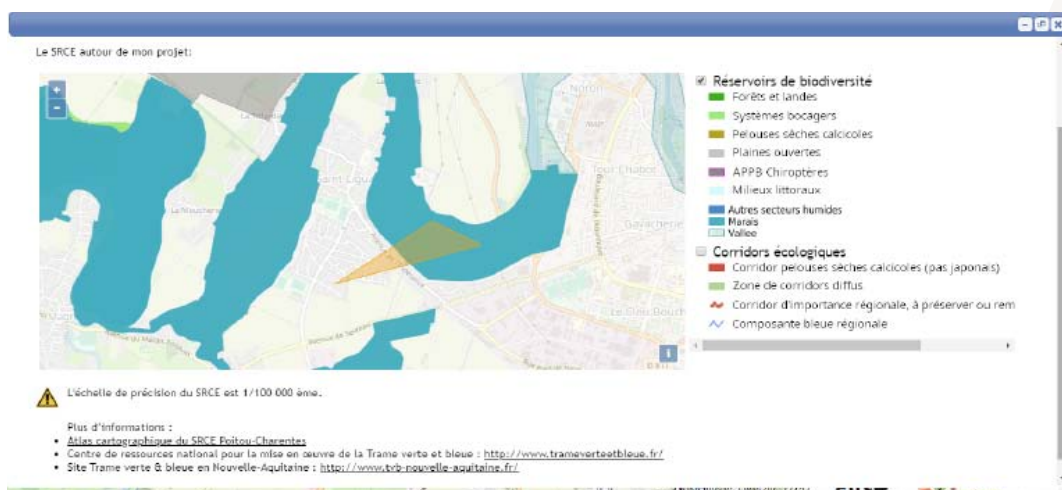 Le SRCE autour de mon projet:
+
-
Réservoirs de biodiversité
Forêts et landes
Systèmes bocagers
Pelouses sèches calcicoles
Plaines ouvertes
APPB Chiroptères
Milieux littoraux
Autres secteurs humides
Marais
Vallee
Corridors écologiques
Corridor pelouses sèches calcicoles (pas japonais)
Zone de corridors diffus
Corridor d'importance régionale, à préserver ou rem
Composante bleue régionale
i
L'échelle de précision du SRCE est 1/100 000 ème.
Plus d'informations :
• Atlas cartographique du SRCE Poitou-Charentes
• Centre de ressources national pour la mise en œuvre de la Trame verte et bleue : http://www.trameverteetbleue.fr/
• Site Trame verte & bleue en Nouvelle-Aquitaine : http://www.tvb-nouvelle-aquitaine.fr/